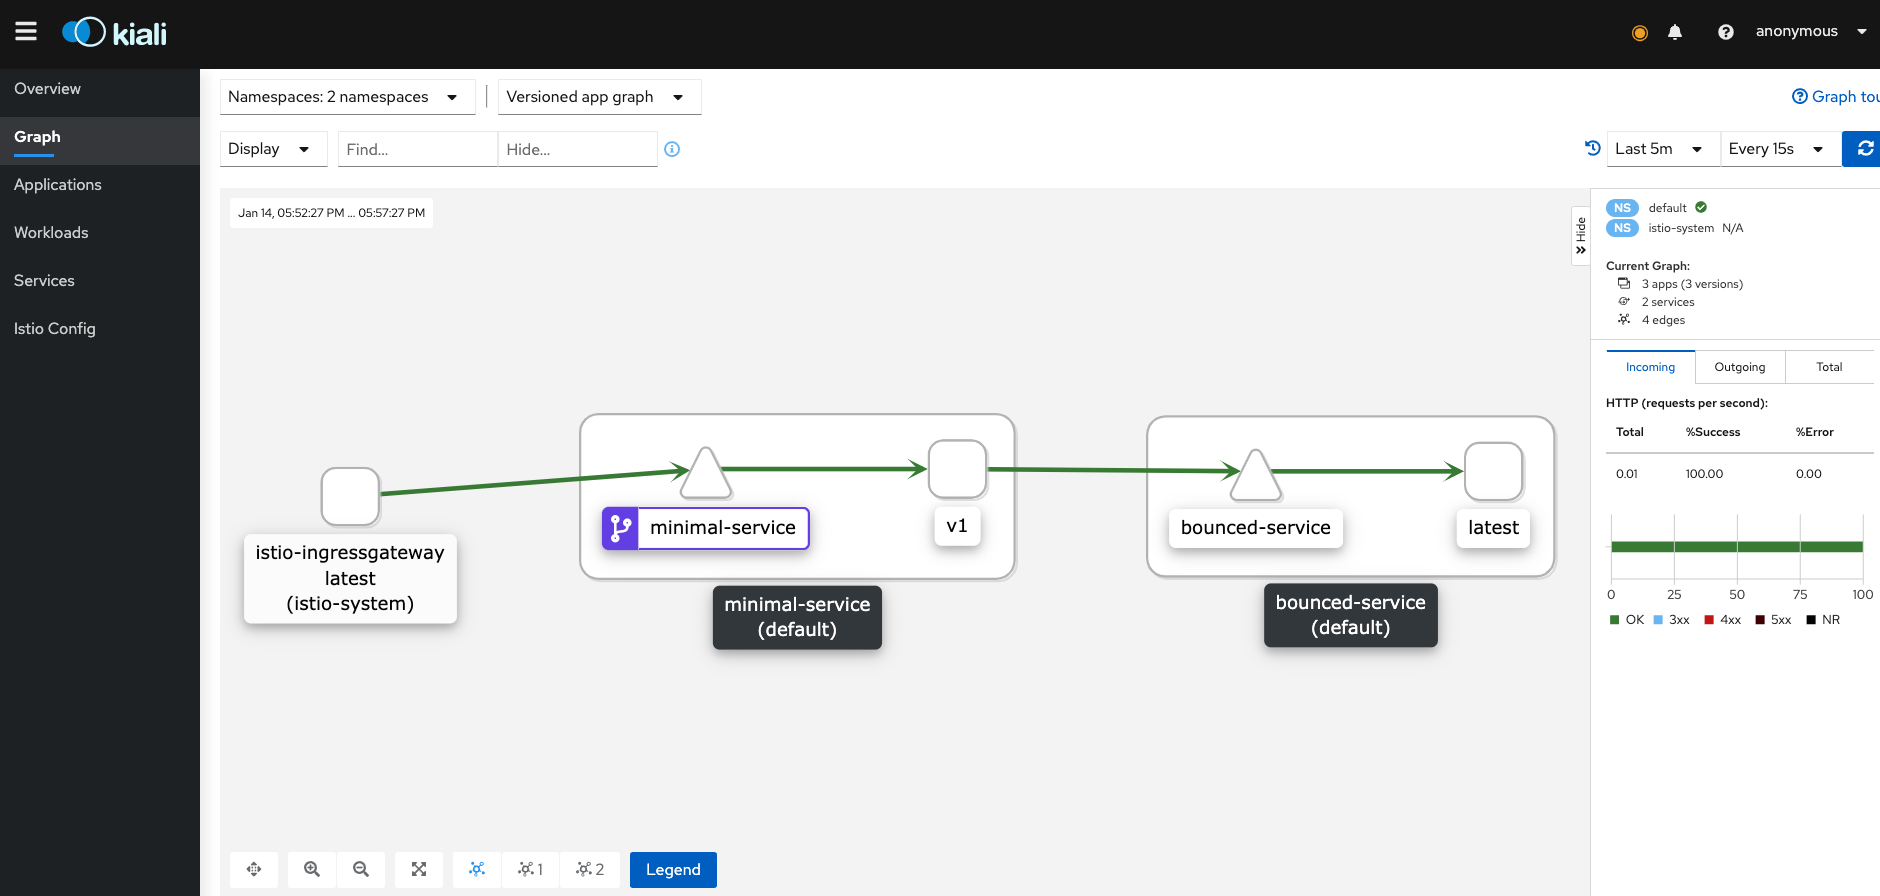 kiali
anonymous
Overview
Graph
Applications
Workloads
Services
Istio Config
Namespaces: 2 namespaces
Versioned app graph
Graph tou
Display
Find...
Hide...
Last 5m
Every 15s
Jan 14, 05:52:27 PM ... 05:57:27 PM
Hide
istio-ingressgateway
latest
(istio-system)
minimal-service
v1
minimal-service
(default)
bounced-service
latest
bounced-service
(default)
1
2
Legend
NS default
NS istio-system N/A
Current Graph:
3 apps (3 versions)
2 services
4 edges
Incoming Outgoing Total
HTTP (requests per second):
Total %Success %Error
0.01 100.00 0.00
0 25 50 75 100
OK 3xx 4xx 5xx NR